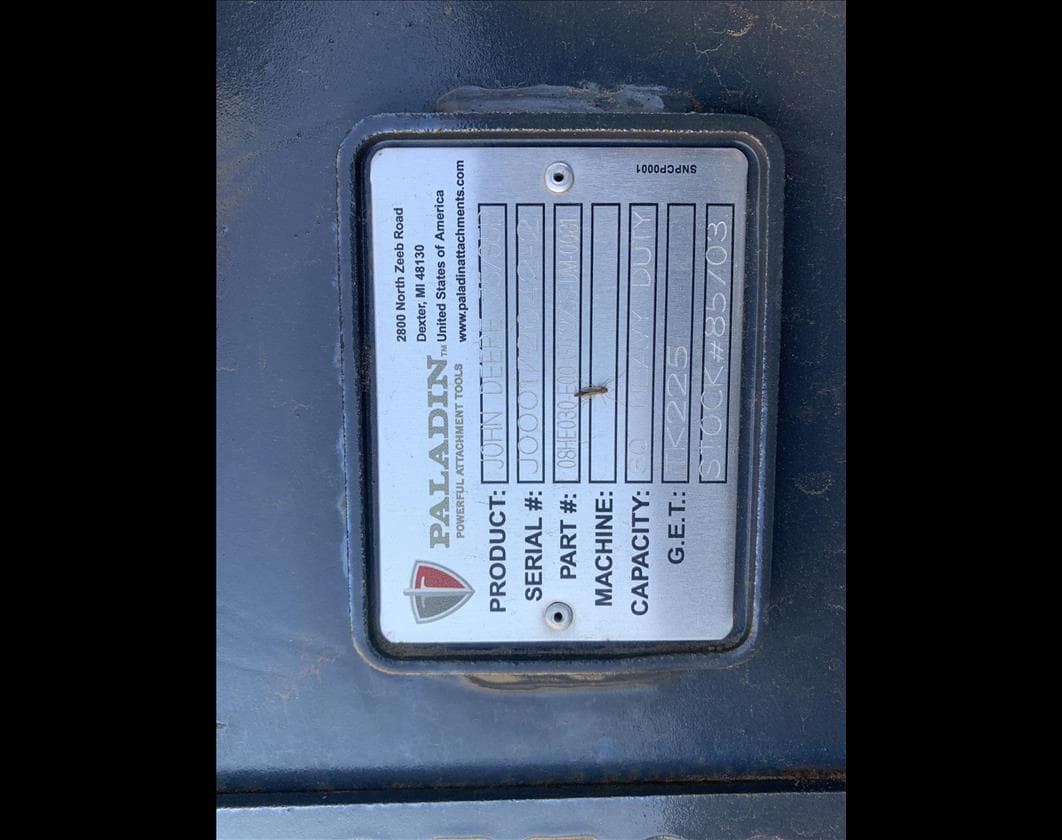 PALADIN™
POWERFUL ATTACHMENT TOOLS
2800 North Zeeb Road
Dexter, MI 48130
United States of America
www.paladinattachments.com
PRODUCT: JOHN DEERE
SERIAL #:
PART #:
MACHINE:
CAPACITY: HEAVY DUTY
G.E.T.: TK225
STOCK#85703
SNPCP0001